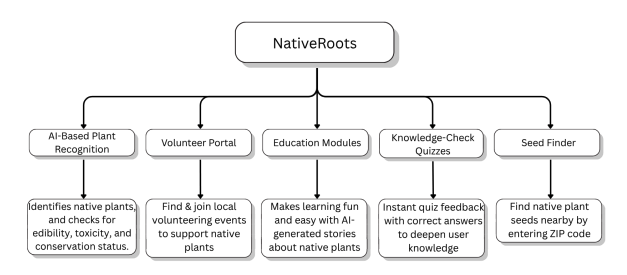 NativeRoots
AI-Based Plant
Recognition
Volunteer Portal
Education Modules
Knowledge-Check
Quizzes
Seed Finder
Identifies native plants,
and checks for
edibility, toxicity, and
conservation status.
Find & join local
volunteering events
to support native
plants
Makes learning fun
and easy with AI-
generated stories
about native plants
Instant quiz feedback
with correct answers
to deepen user
knowledge
Find native plant
seeds nearby by
entering ZIP code